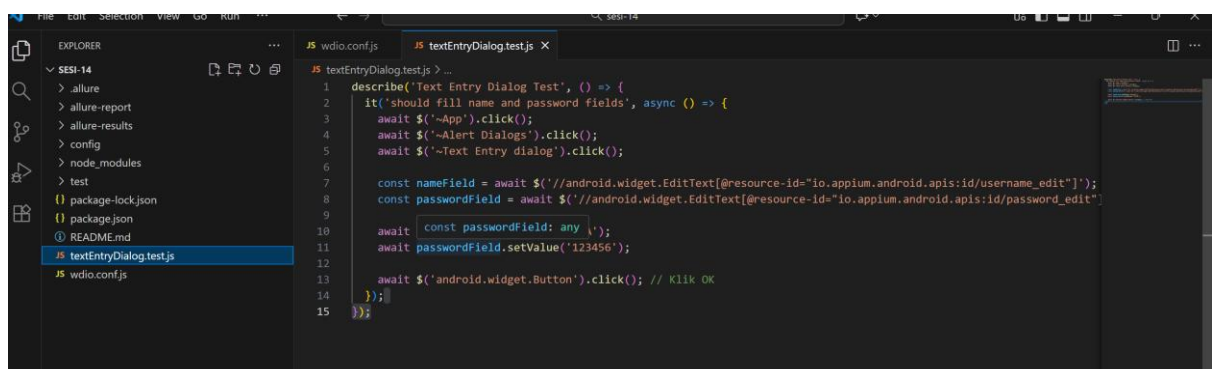 File Edit Selection View Go Run ...
sesi-14
EXPLORER ...
SESI-14
.allure
allure-report
allure-results
config
node_modules
test
{} package-lock.json
{} package.json
README.md
JS textEntryDialog.test.js
JS wdio.conf.js
JS wdio.conf.js JS textEntryDialog.test.js
JS textEntryDialog.test.js > ...
1 describe('Text Entry Dialog Test', () => {
2 it('should fill name and password fields', async () => {
3 await $('~App').click();
4 await $('~Alert Dialogs').click();
5 await $('~Text Entry dialog').click();
6
7 const nameField = await $('//android.widget.EditText[@resource-id="io.appium.android.apis:id/username_edit"]');
8 const passwordField = await $('//android.widget.EditText[@resource-id="io.appium.android.apis:id/password_edit"]
9
const passwordField: any
10 await ');
11 await passwordField.setValue('123456');
12
13 await $('android.widget.Button').click(); // Klik OK
14 });
15 });